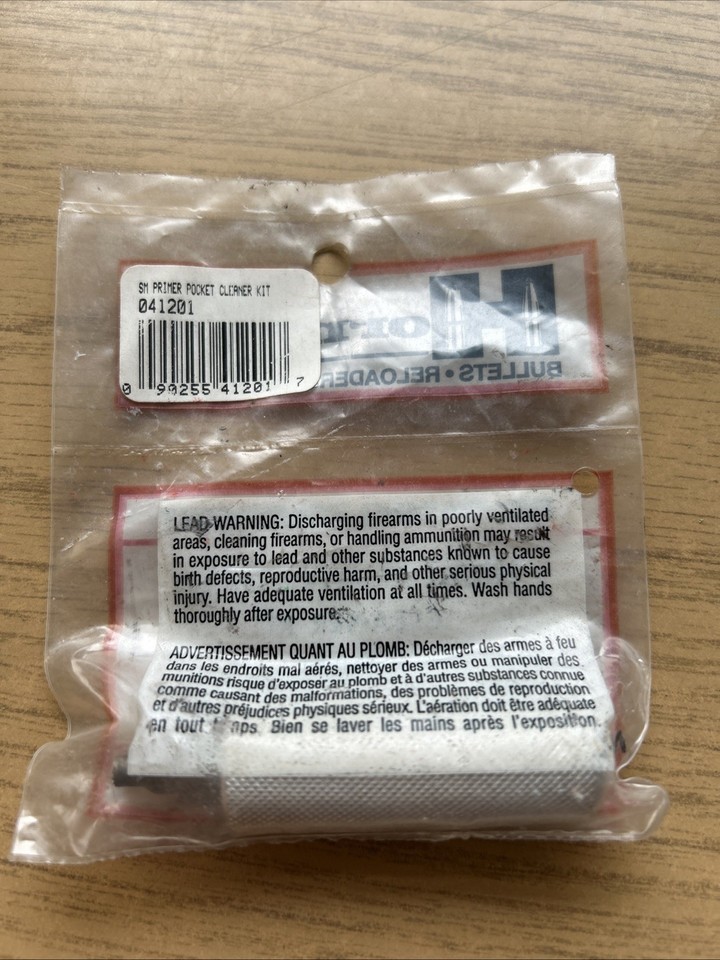 SM PRIMER POCKET CLEANER KIT
041201
0 90255 41201 7
H
BULLETS • RELOADER
LEAD WARNING: Discharging firearms in poorly ventilated
areas, cleaning firearms, or handling ammunition may result
in exposure to lead and other substances known to cause
birth defects, reproductive harm, and other serious physical
injury. Have adequate ventilation at all times. Wash hands
thoroughly after exposure.
ADVERTISSEMENT QUANT AU PLOMB: Décharger des armes à feu
dans les endroits mal aérés, nettoyer des armes ou manipuler des
munitions risque d'exposer au plomb et à d'autres substances connue
comme causant des malformations, des problèmes de reproduction
et d'autres préjudices physiques sérieux. L'aération doit être adéquate
en tout temps. Bien se laver les mains après l'exposition.